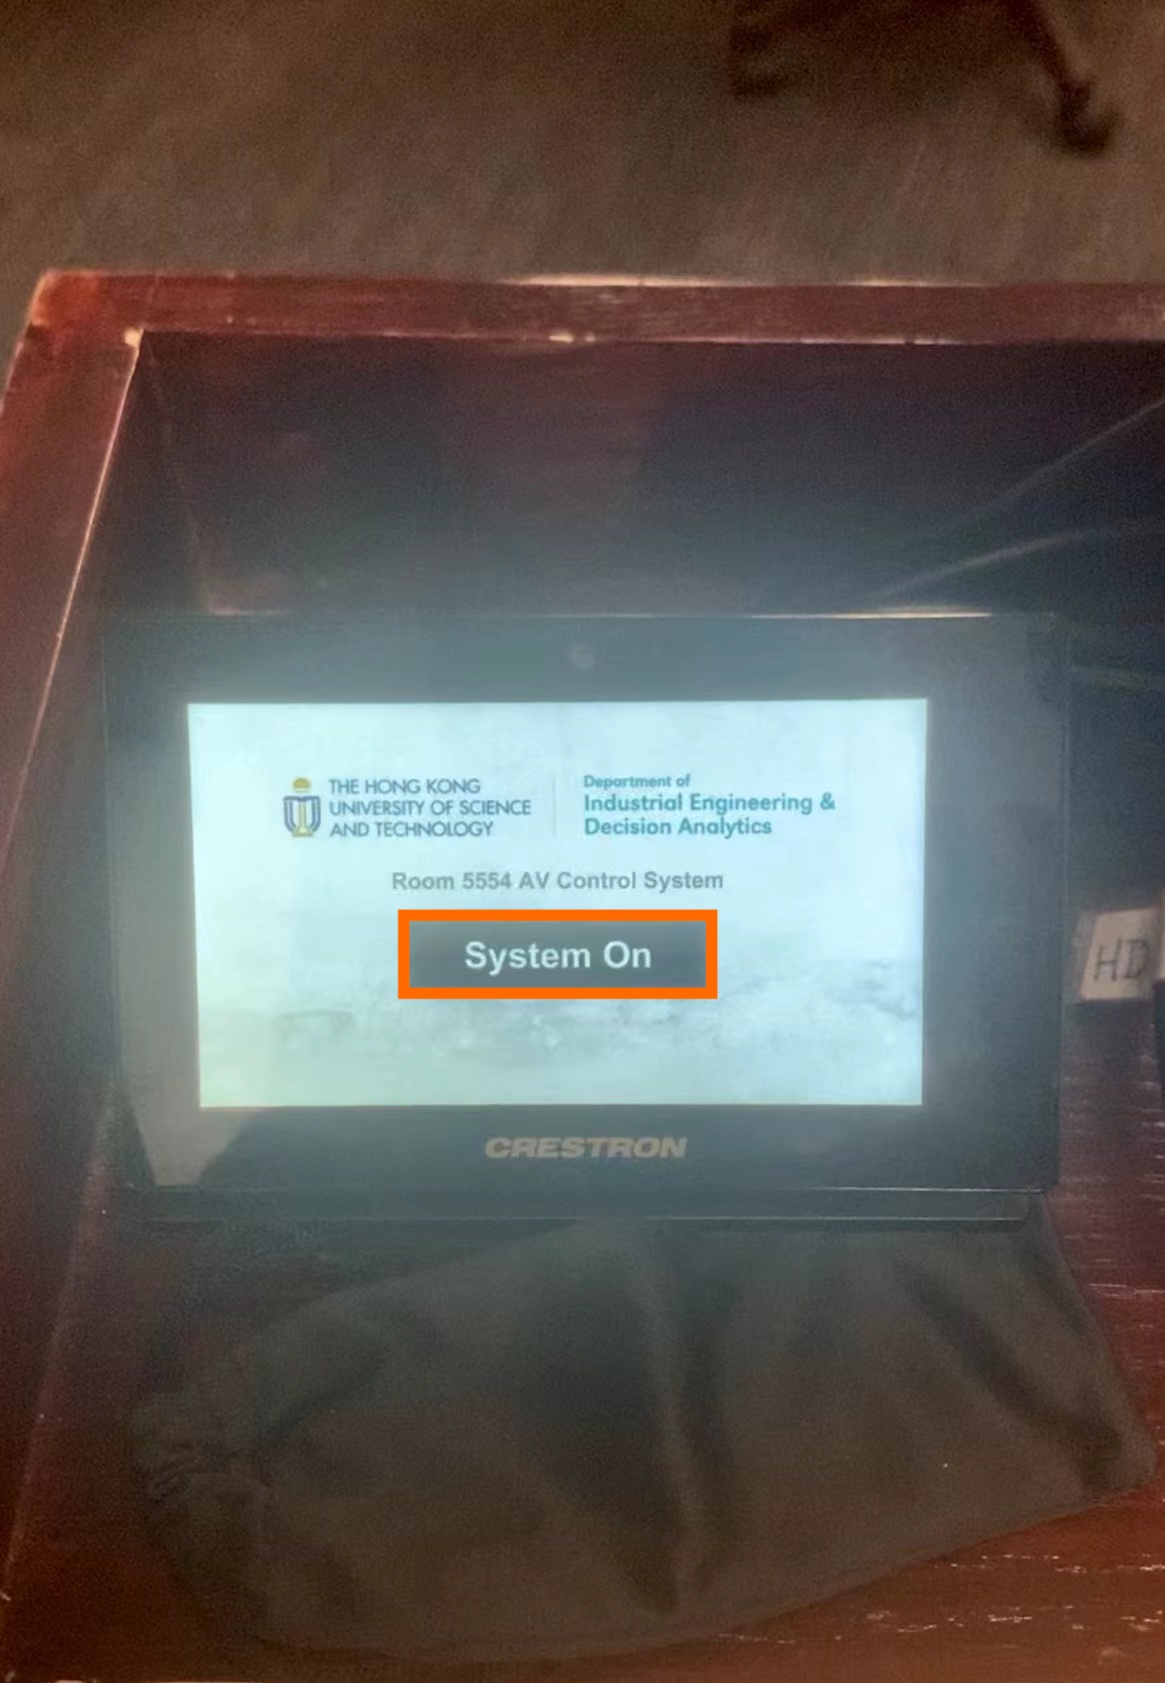 THE HONG KONG
UNIVERSITY OF SCIENCE
AND TECHNOLOGY
Department of
Industrial Engineering &
Decision Analytics
Room 5554 AV Control System
System On
HD
CRESTRON